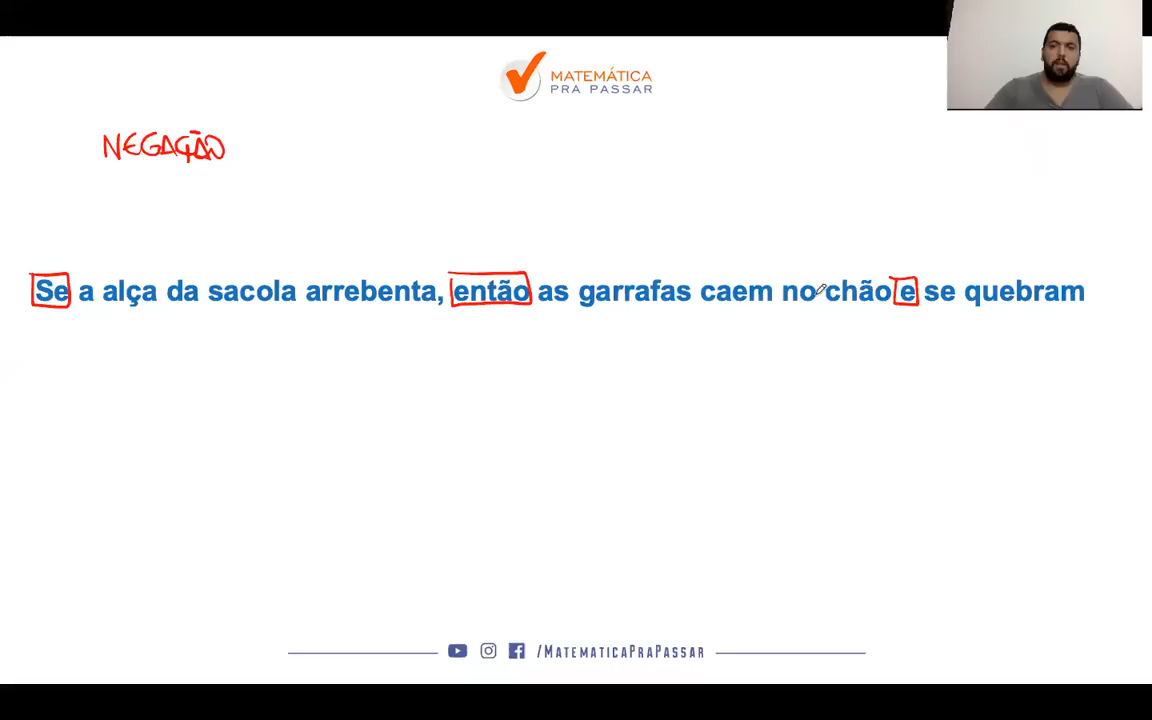 MATEMÁTICA
PRA PASSAR
NEGAÇÃO
Se a alça da sacola arrebenta, então as garrafas caem no chão e se quebram
/MATEMATICAPRAPASSAR